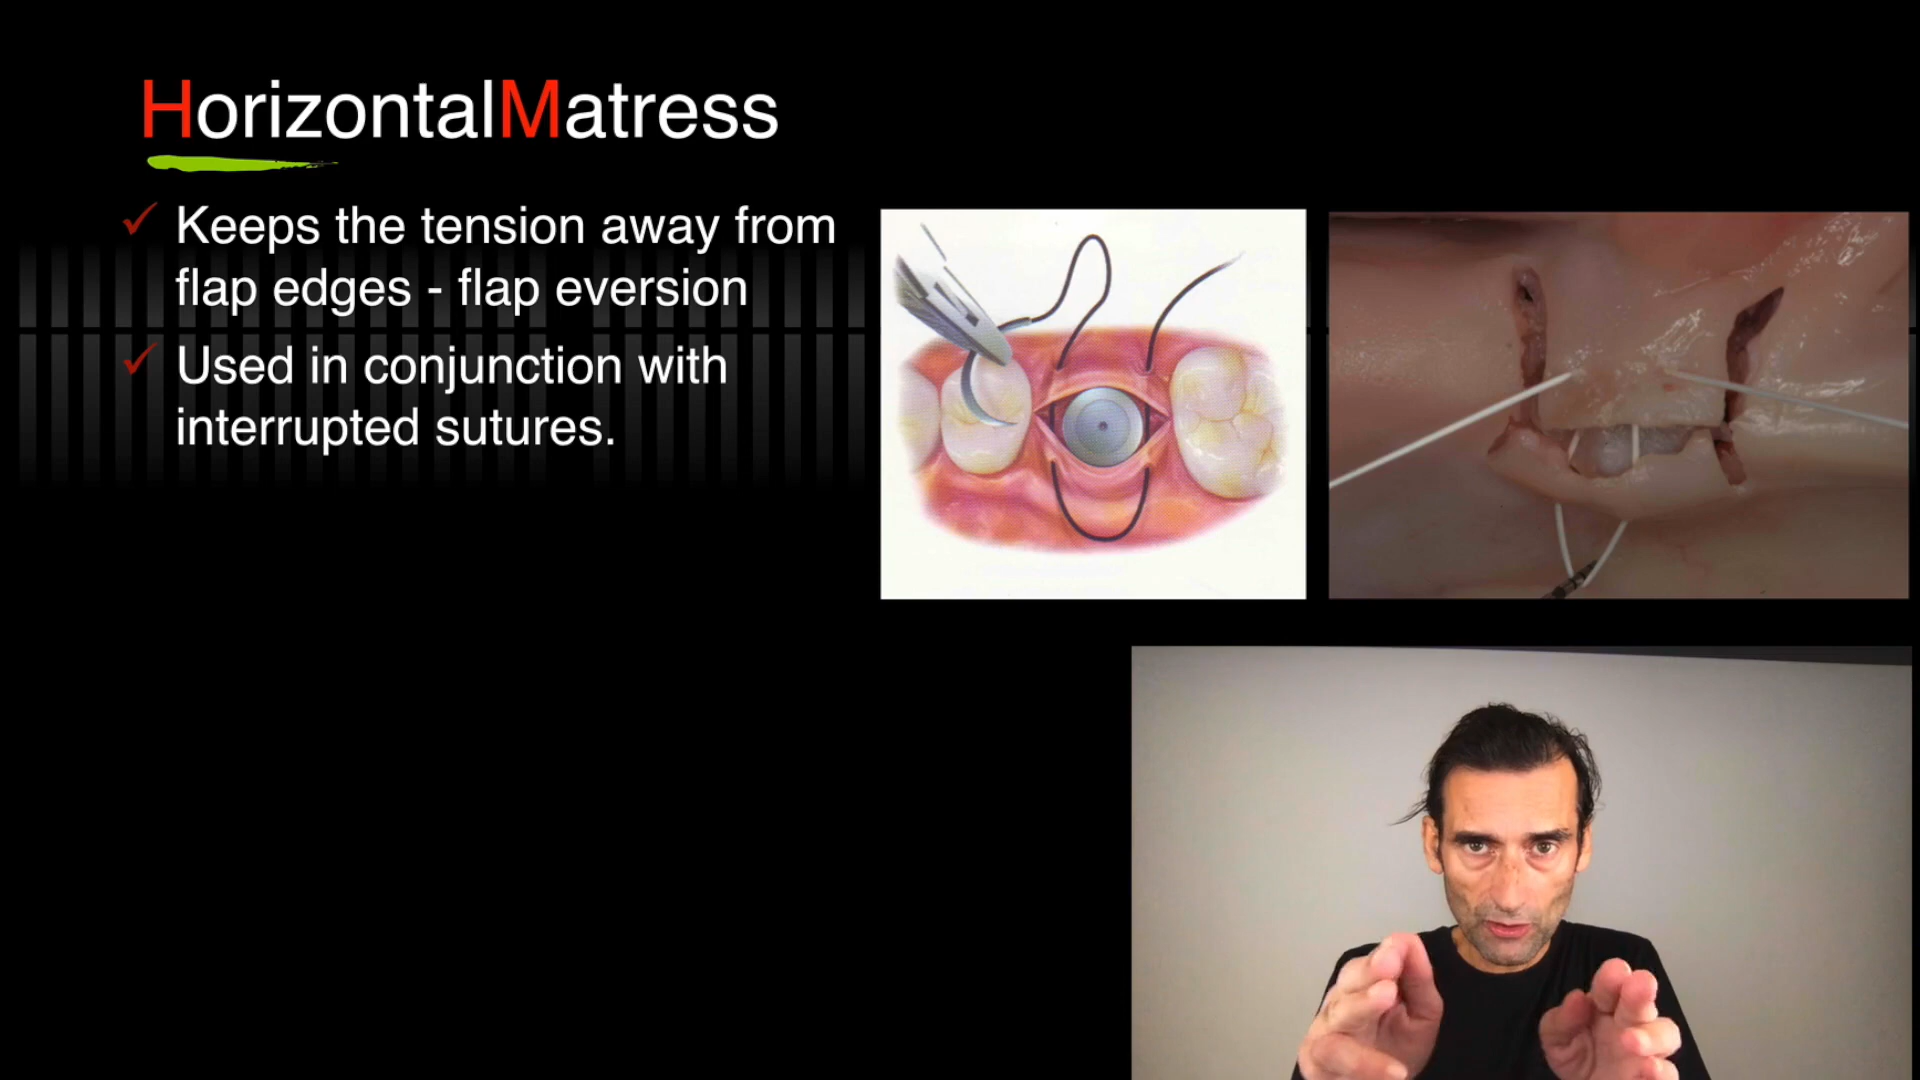 HorizontalMatress
Keeps the tension away from
flap edges - flap eversion
Used in conjunction with
interrupted sutures.